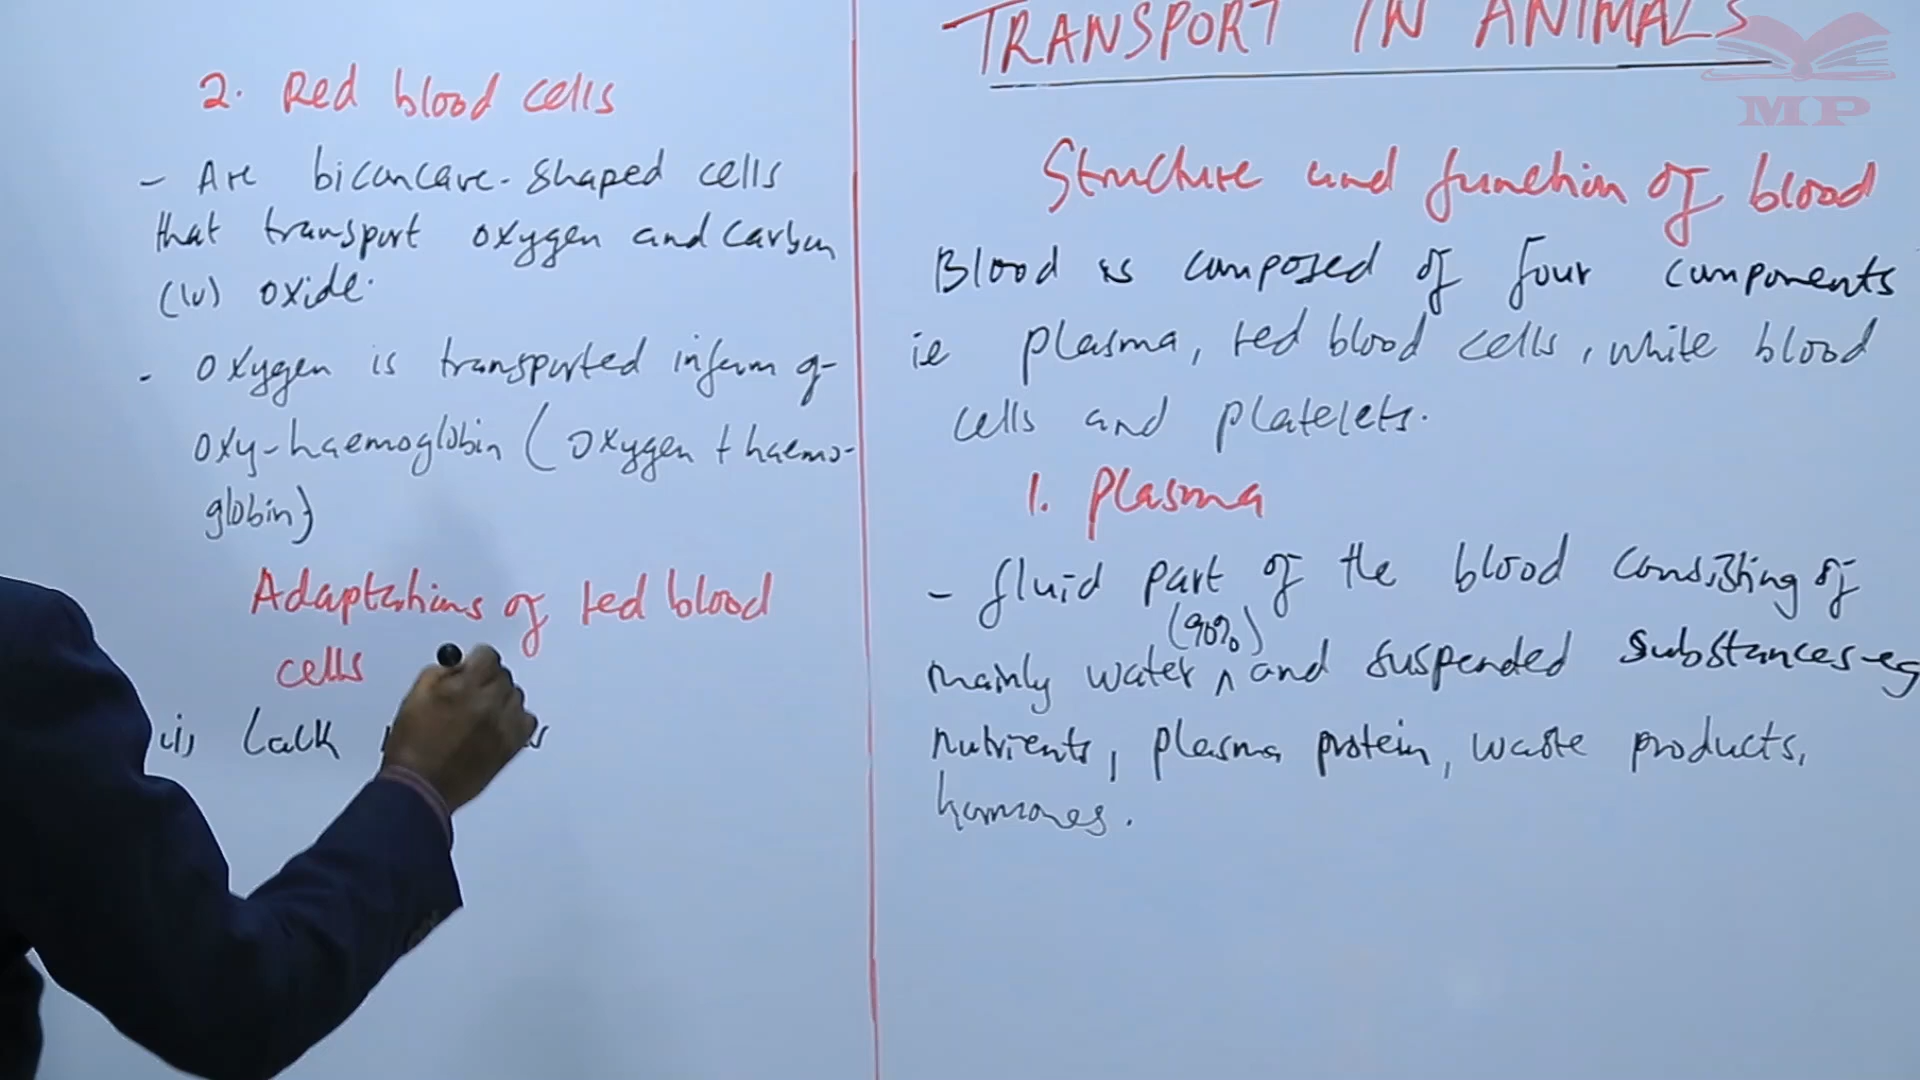 TRANSPORT IN ANIMALS
MP
Structure and function of blood
Blood is composed of four components
ie plasma, red blood cells, white blood
cells and platelets.
1. Plasma
- fluid part of the blood consisting of
(90%)
mainly water ^ and suspended substances eg
nutrients, plasma protein, waste products,
hormones.
2. Red blood cells
- Are biconcave-shaped cells
that transport oxygen and carbon
(iv) oxide.
- Oxygen is transported in form of
oxy-haemoglobin (oxygen + haemo-
globin)
Adaptations of red blood
cells
Lack